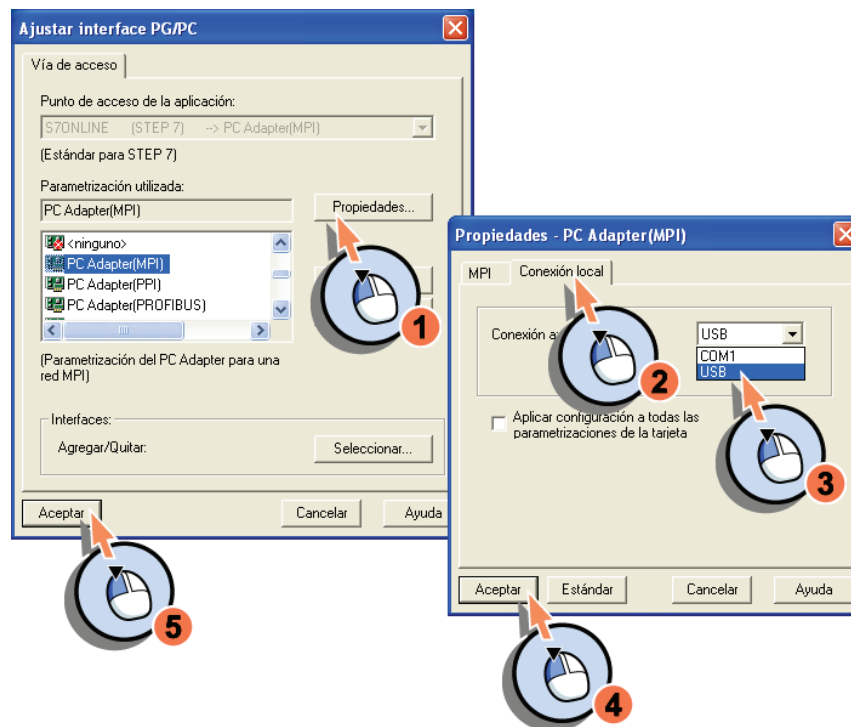 Ajustar interface PG/PC
Vía de acceso
Punto de acceso de la aplicación:
S7ONLINE (STEP 7) --> PC Adapter(MPI)
(Estándar para STEP 7)
Parametrización utilizada:
PC Adapter(MPI)
Propiedades...
<ninguno>
PC Adapter(MPI)
PC Adapter(PPI)
PC Adapter(PROFIBUS)
1
(Parametrización del PC Adapter para una
red MPI)
Interfaces:
Agregar/Quitar:
Seleccionar...
Aceptar
Cancelar
Ayuda
5
Propiedades - PC Adapter(MPI)
MPI
Conexión local
Conexión a
USB
COM1
USB
2
Aplicar configuración a todas las
parametrizaciones de la tarjeta
3
Aceptar
Estándar
Cancelar
Ayuda
4